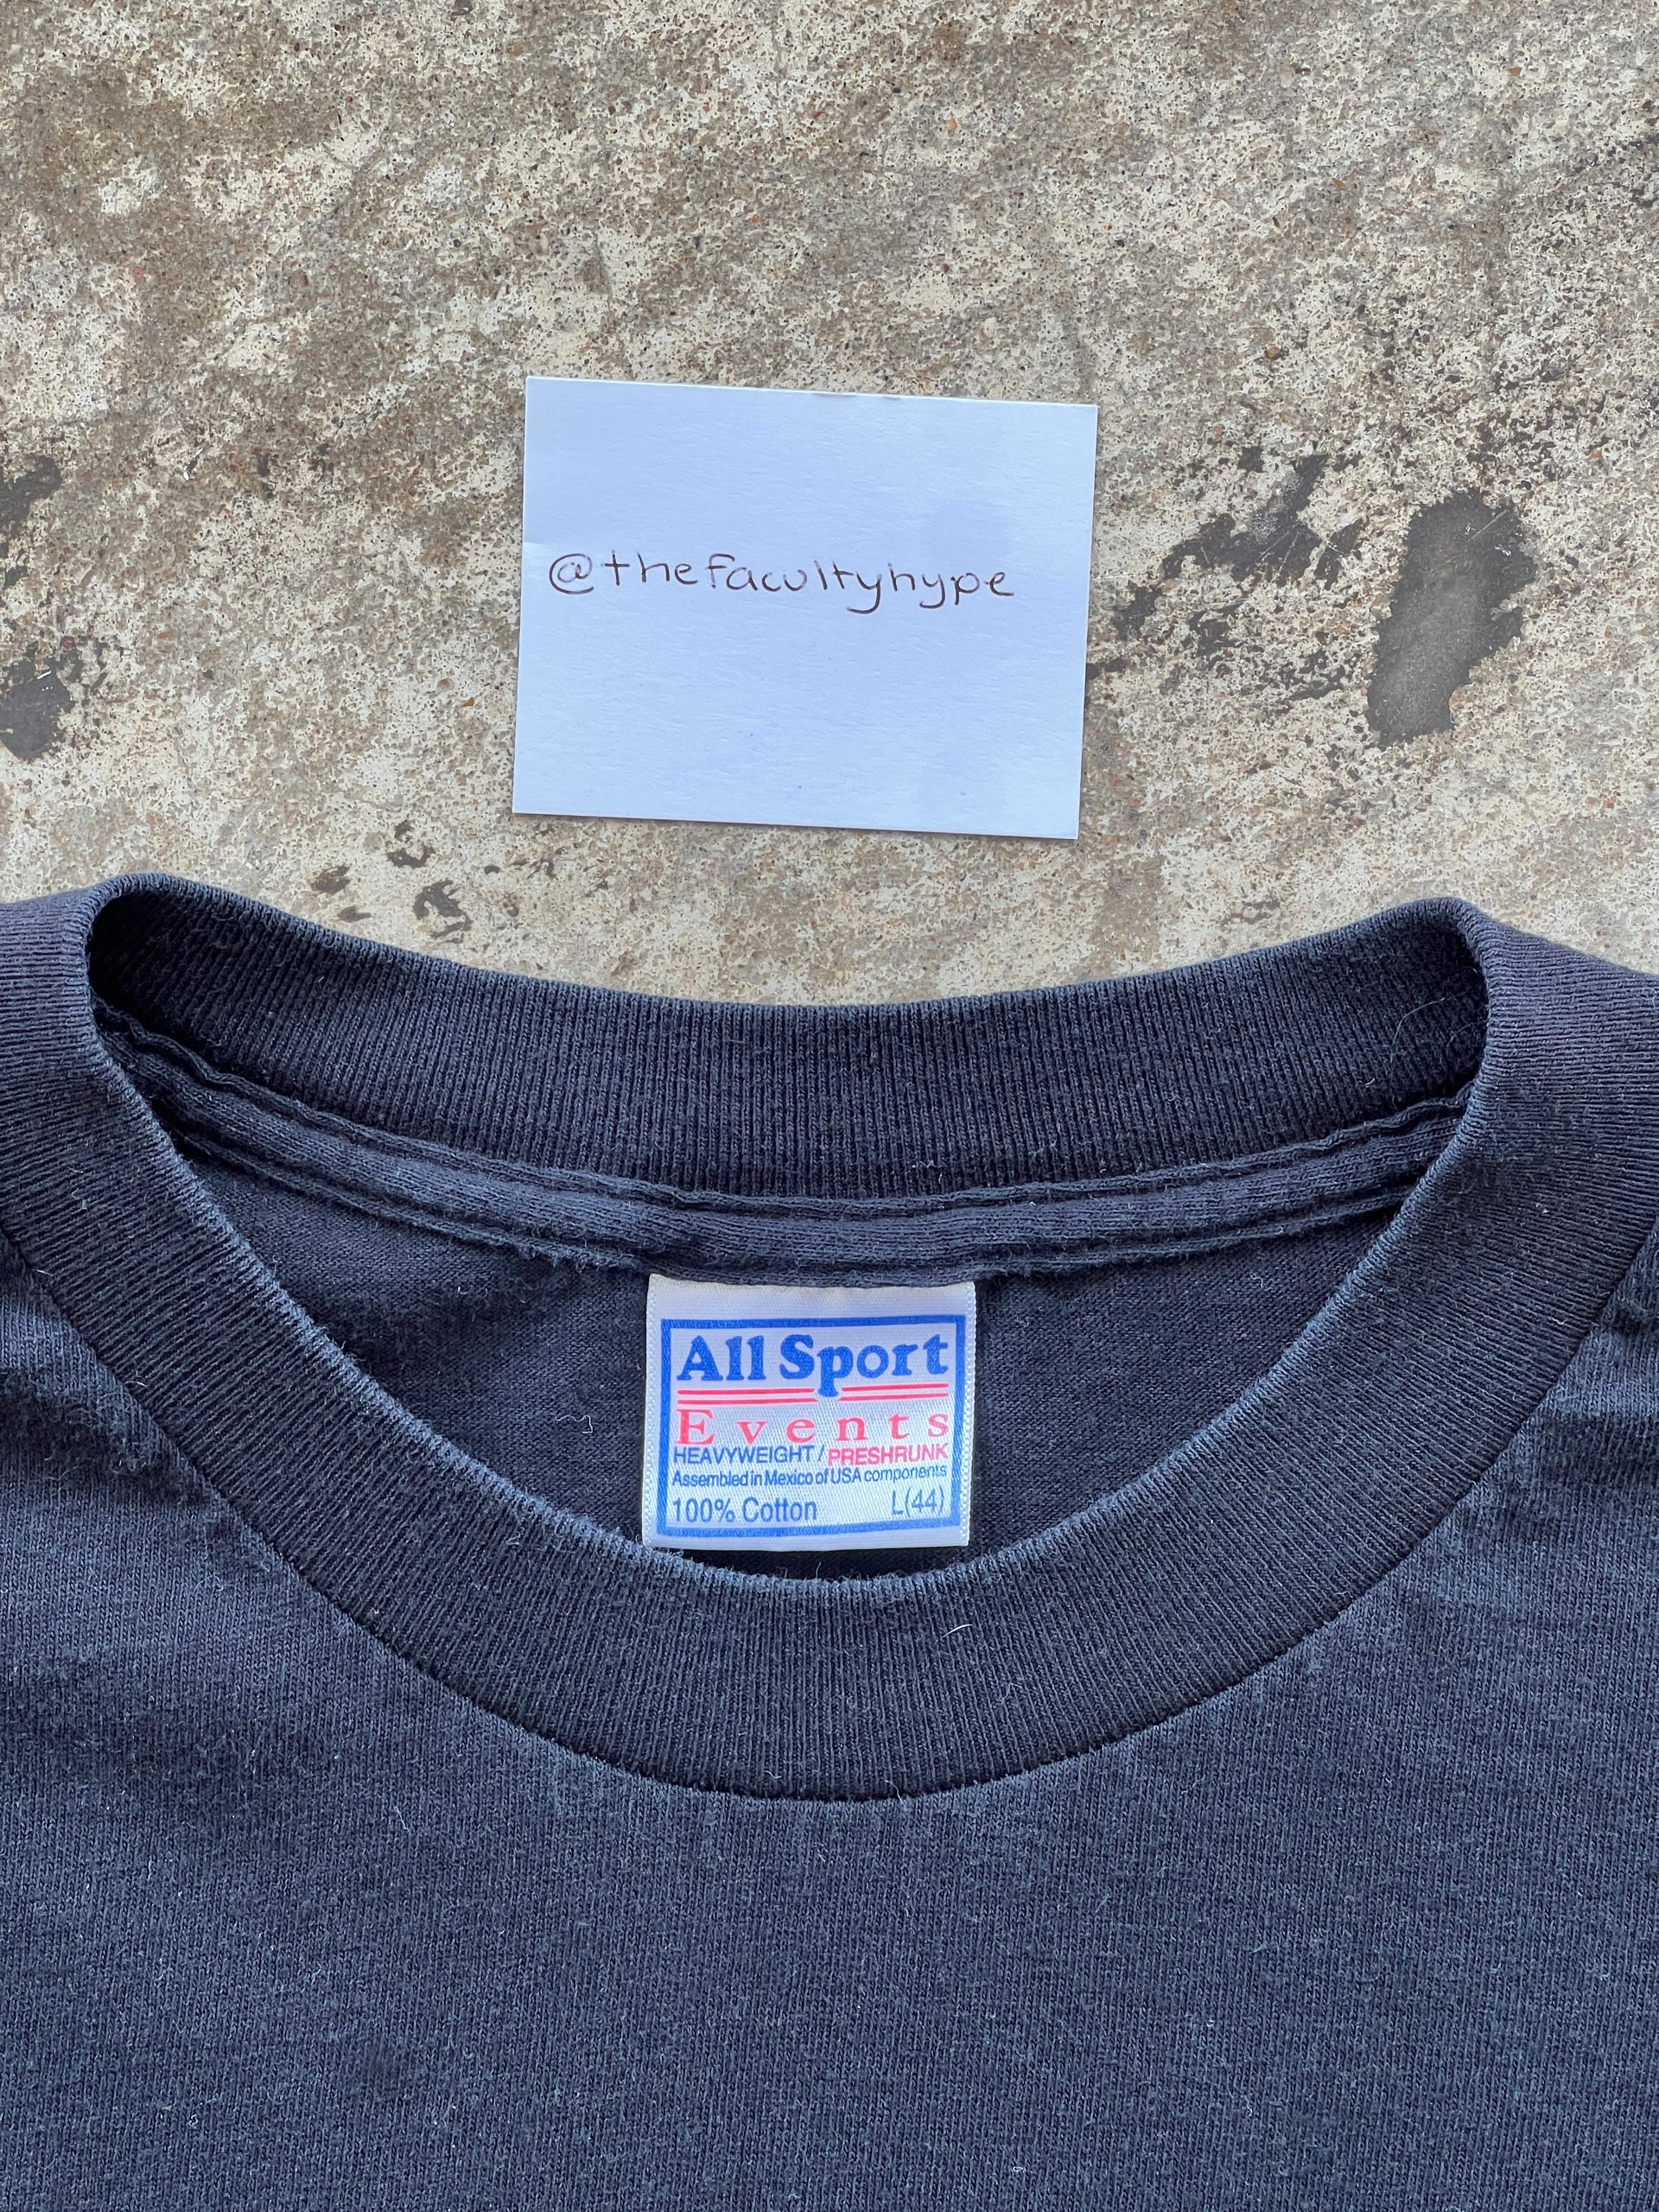 @thefacultyhype
All Sport
Events
HEAVYWEIGHT/PRESHRUNK
Assembled in Mexico of USA components
100% Cotton L(44)